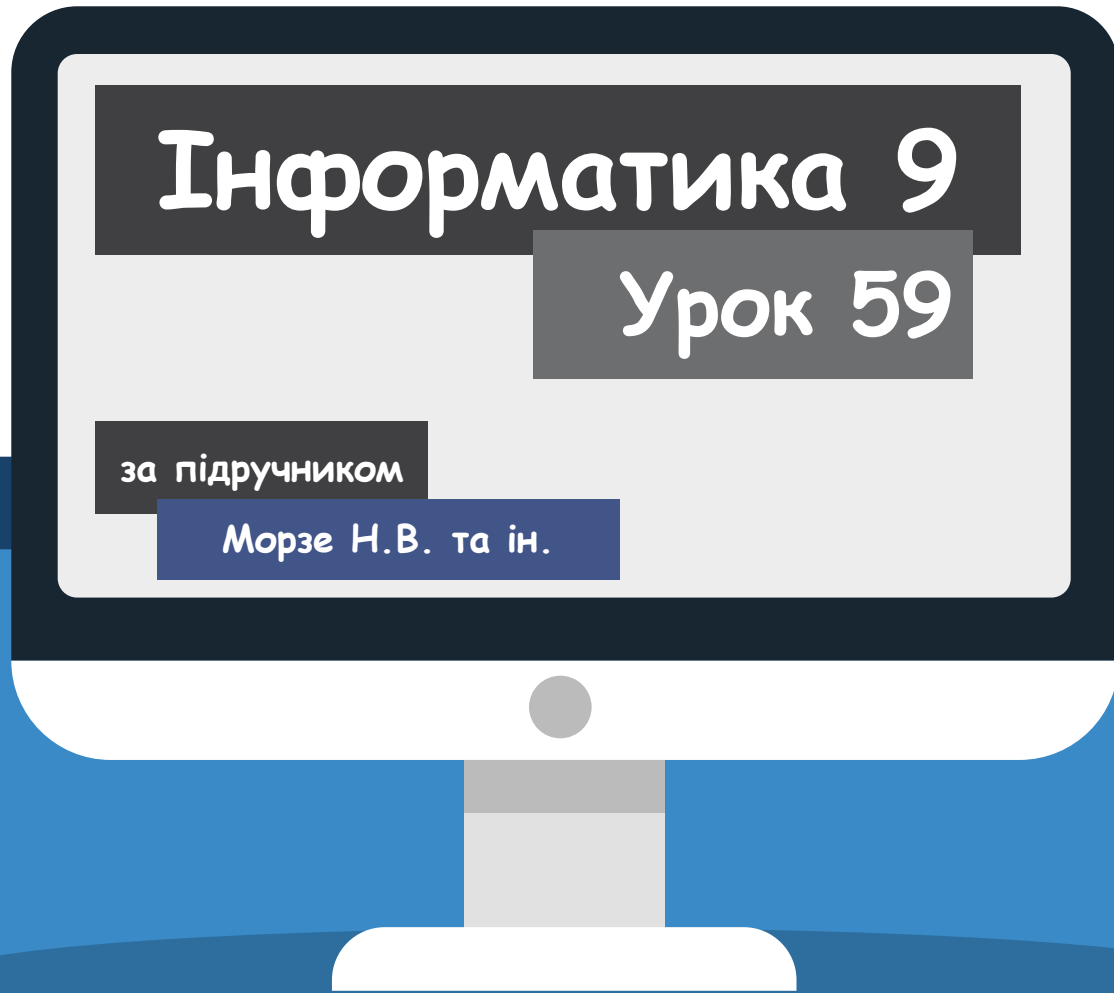 Інформатика 9
Урок 59
за підручником
Морзе Н.В. та ін.